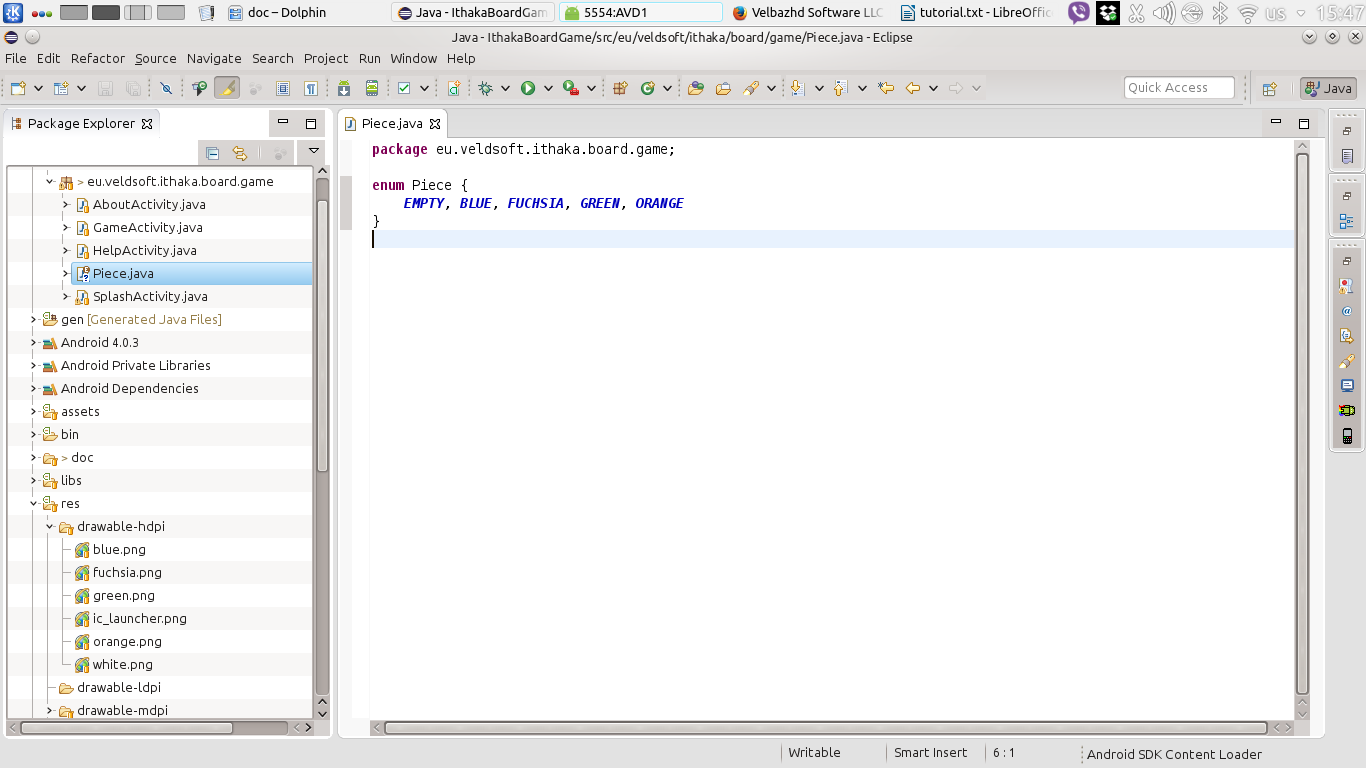 doc – Dolphin
Java - IthakaBoardGam
5554:AVD1
Velbazhd Software LLC
tutorial.txt - LibreOffic
us
15:47
Java - IthakaBoardGame/src/eu/veldsoft/ithaka/board/game/Piece.java - Eclipse
File Edit Refactor Source Navigate Search Project Run Window Help
Quick Access
Java
Package Explorer
Piece.java
> eu.veldsoft.ithaka.board.game
AboutActivity.java
GameActivity.java
HelpActivity.java
Piece.java
SplashActivity.java
gen [Generated Java Files]
Android 4.0.3
Android Private Libraries
Android Dependencies
assets
bin
> doc
libs
res
drawable-hdpi
blue.png
fuchsia.png
green.png
ic_launcher.png
orange.png
white.png
drawable-ldpi
drawable-mdpi
package eu.veldsoft.ithaka.board.game;
enum Piece {
EMPTY, BLUE, FUCHSIA, GREEN, ORANGE
}
Writable
Smart Insert
6 : 1
Android SDK Content Loader